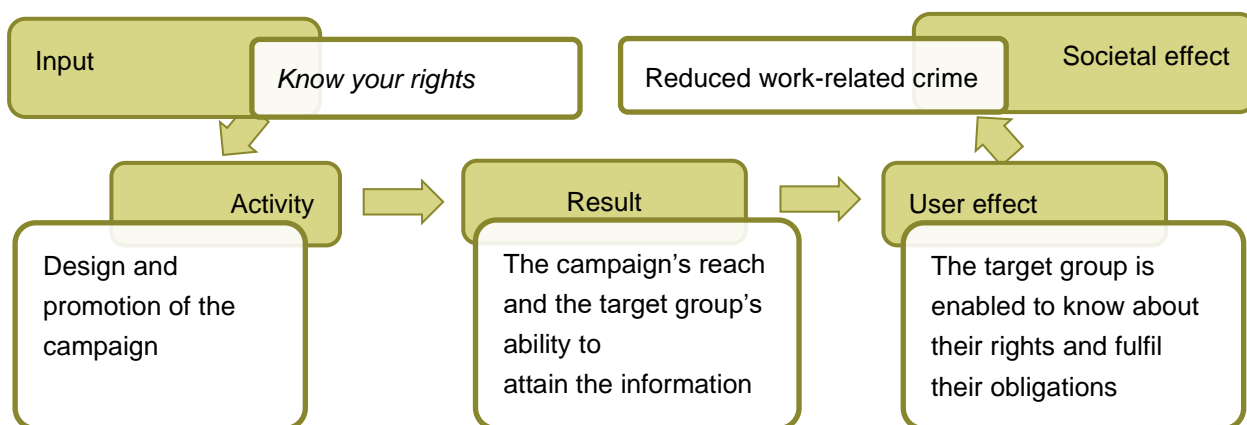 Input
Know your rights
Societal effect
Reduced work-related crime
Activity
Design and
promotion of the
campaign
Result
The campaign’s reach
and the target group’s
ability to
attain the information
User effect
The target group is
enabled to know about
their rights and fulfil
their obligations